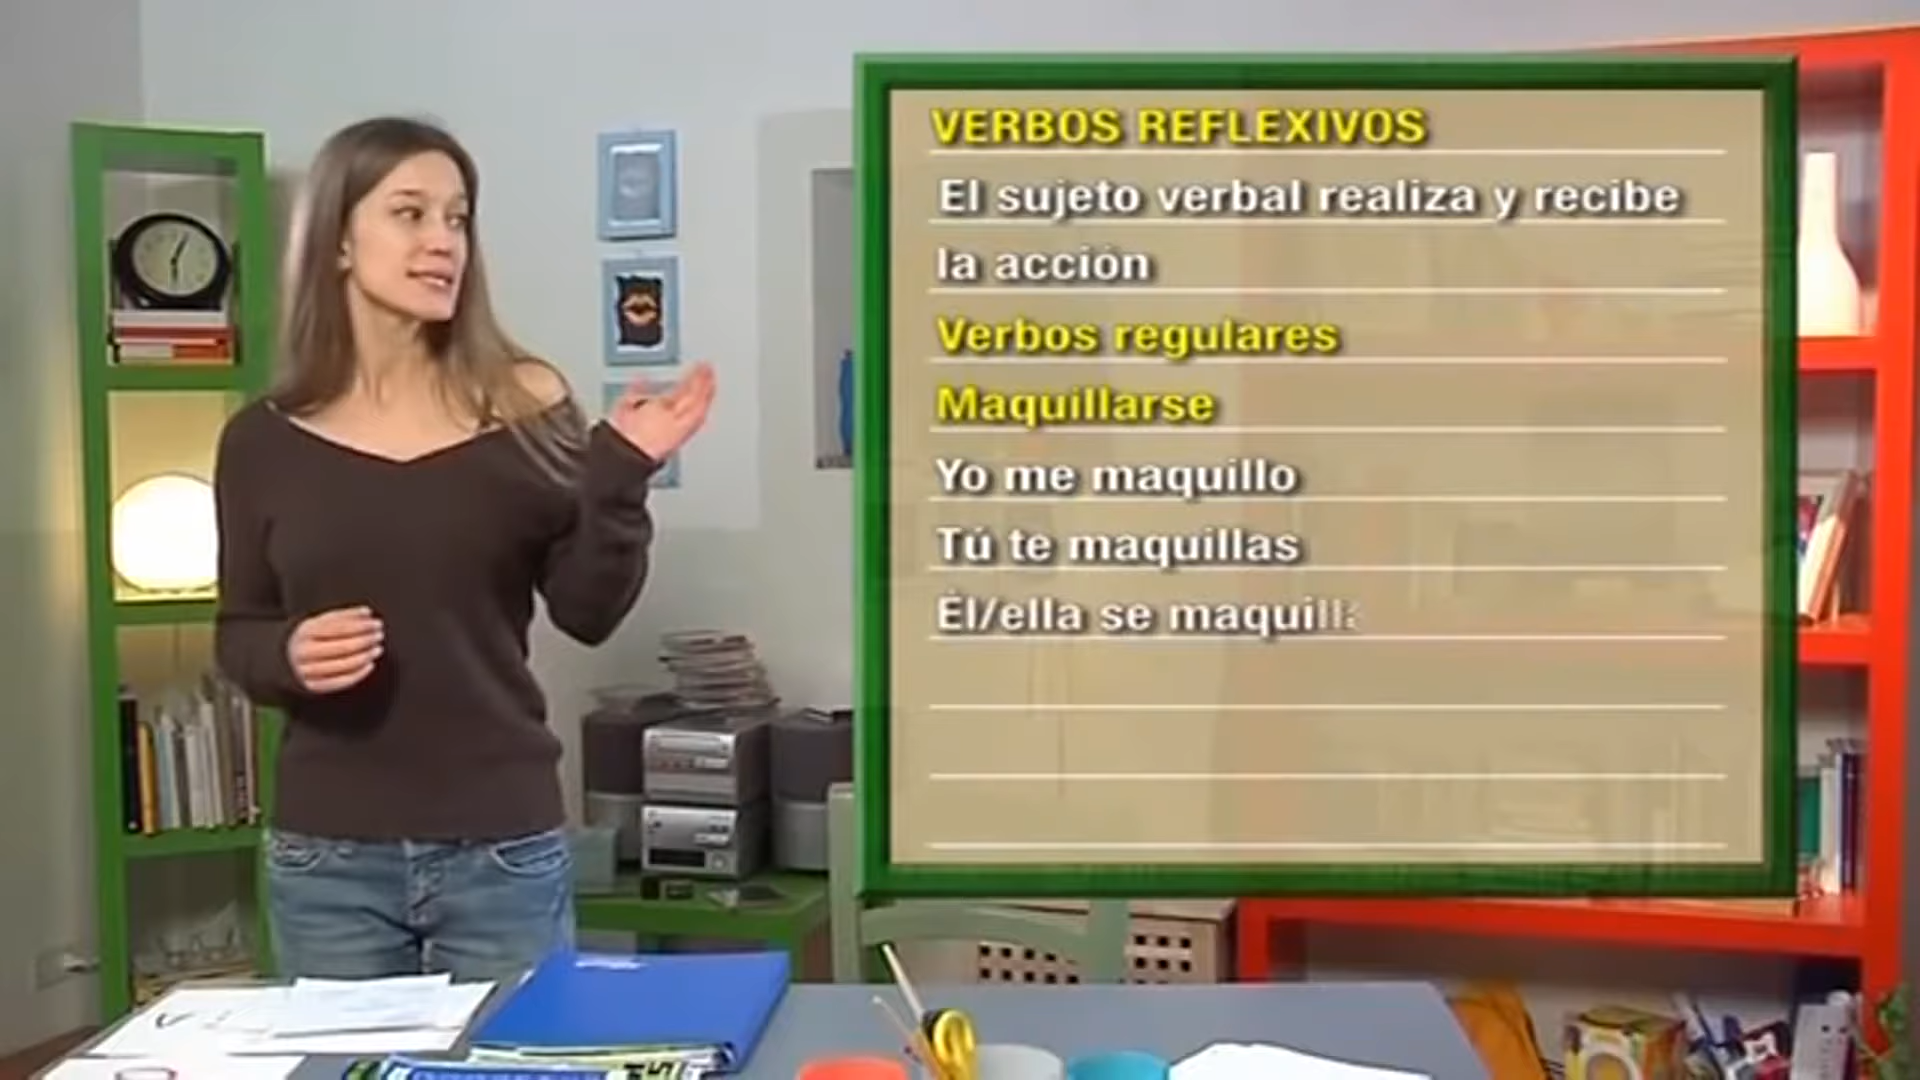 VERBOS REFLEXIVOS
El sujeto verbal realiza y recibe
la acción
Verbos regulares
Maquillarse
Yo me maquillo
Tú te maquillas
Él/ella se